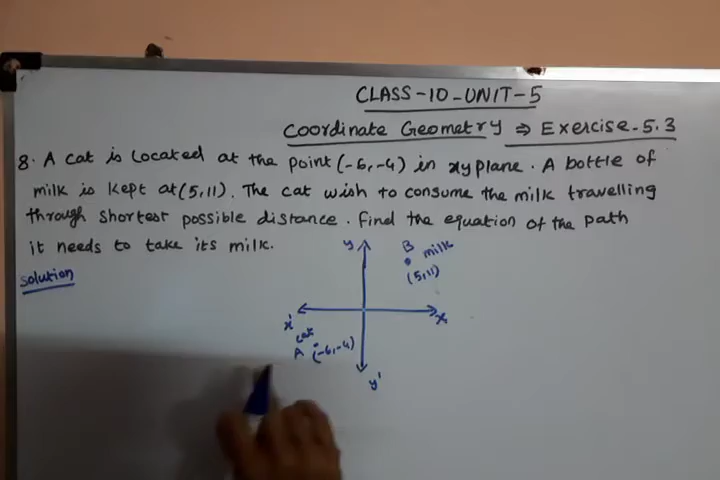 CLASS-10-UNIT-5
Coordinate Geometry ⇒ Exercise-5.3
8. A cat is Located at the point (-6,-4) in xy plane. A bottle of
milk is kept at (5,11). The cat wish to consume the milk travelling
through shortest possible distance. find the equation of the path
it needs to take its milk.
Solution
y
B milk
(5,11)
x'
x
cat
A (-6,-4)
y'